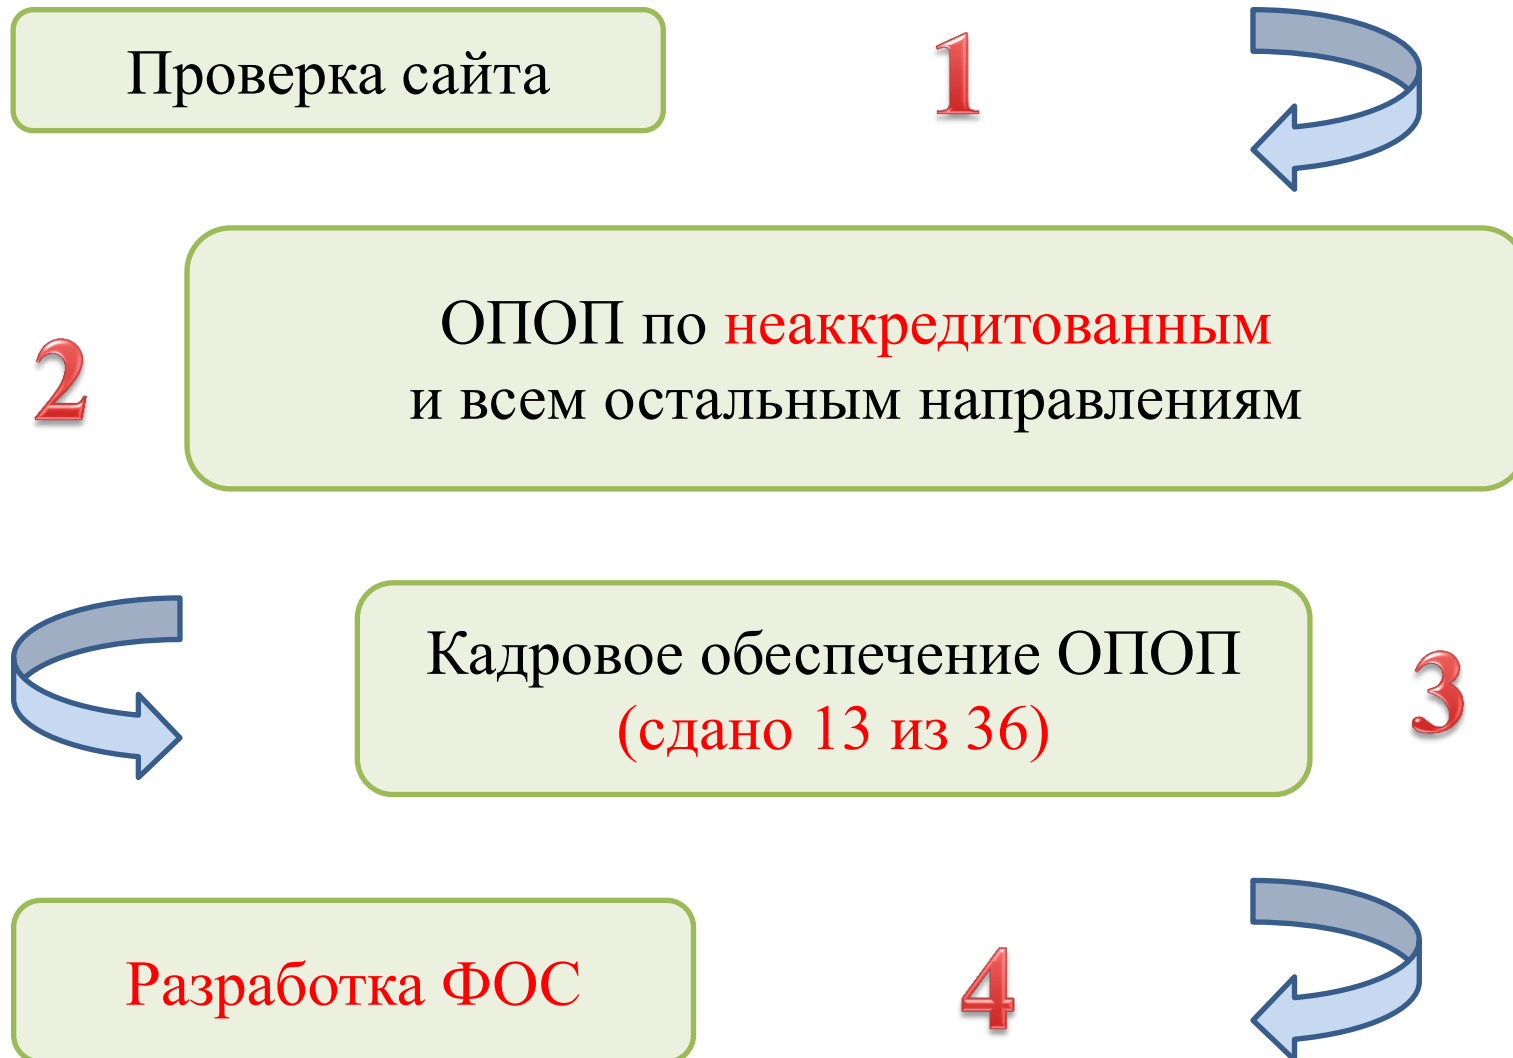 Проверка сайта
1
2
ОПОП по неаккредитованным
и всем остальным направлениям
Кадровое обеспечение ОПОП
(сдано 13 из 36)
3
Разработка ФОС
4